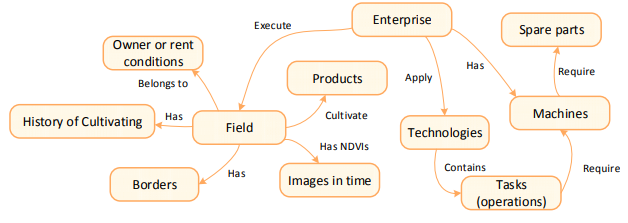 Enterprise
Execute
Spare parts
Owner or rent
conditions
Belongs to
Products
Apply
Has
Require
History of Cultivating
Has
Field
Cultivate
Technologies
Machines
Has NDVIs
Has
Contains
Require
Borders
Images in time
Tasks
(operations)